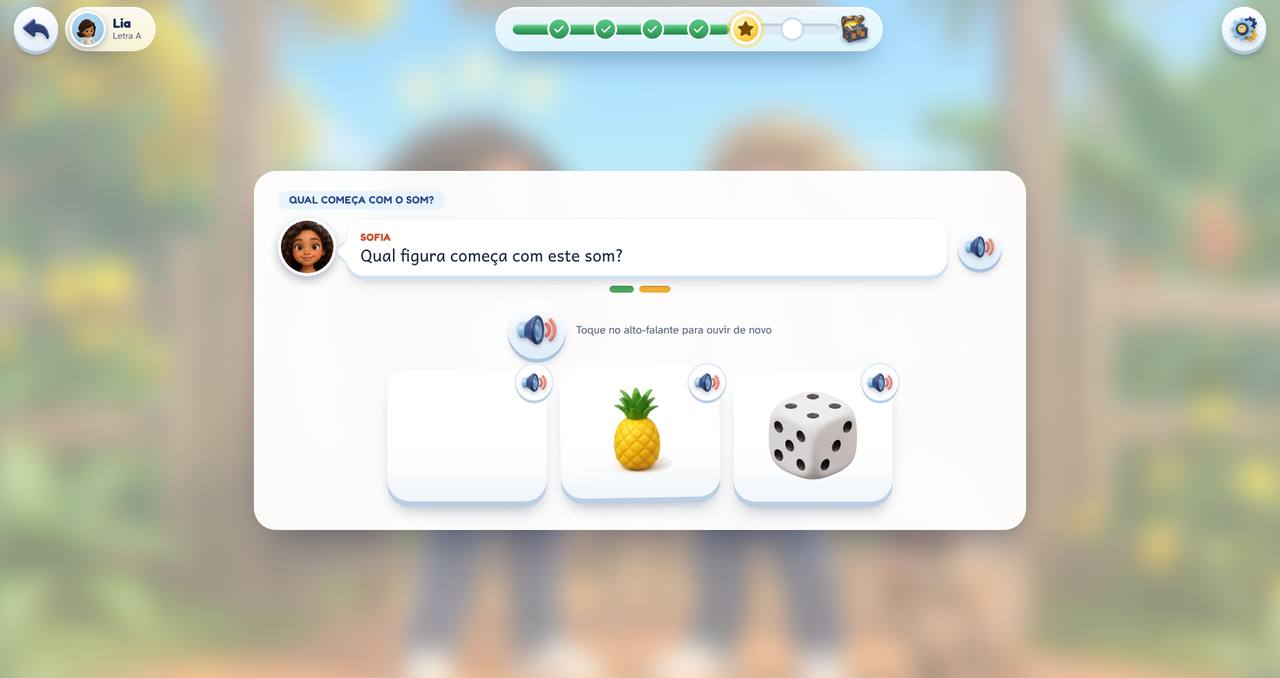 Lia
Letra A
QUAL COMEÇA COM O SOM?
SOFIA
Qual figura começa com este som?
Toque no alto-falante para ouvir de novo